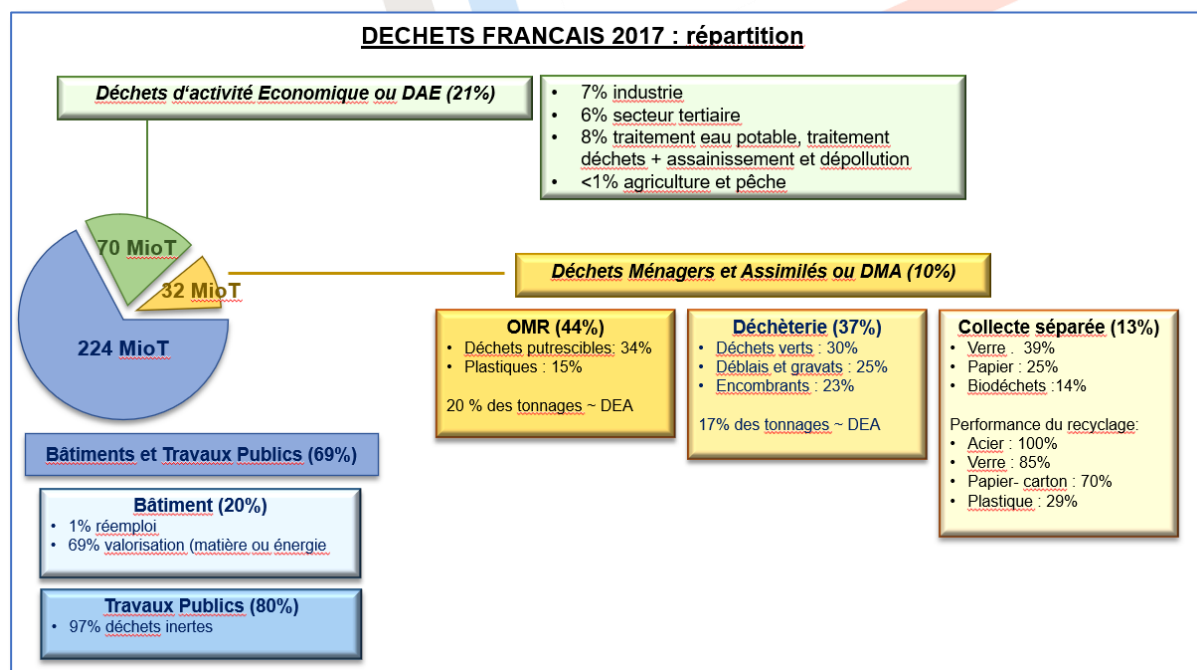 DECHETS FRANCAIS 2017 : répartition
Déchets d'activité Economique ou DAE (21%)
• 7% industrie
• 6% secteur tertiaire
• 8% traitement eau potable, traitement
déchets + assainissement et dépollution
• <1% agriculture et pêche
70 MioT
32 MioT
224 MioT
Déchets Ménagers et Assimilés ou DMA (10%)
OMR (44%)
• Déchets putrescibles: 34%
• Plastiques : 15%
20 % des tonnages ~ DEA
Déchèterie (37%)
• Déchets verts : 30%
• Déblais et gravats : 25%
• Encombrants : 23%
17% des tonnages ~ DEA
Collecte séparée (13%)
• Verre . 39%
• Papier : 25%
• Biodéchets :14%
Performance du recyclage:
• Acier : 100%
• Verre : 85%
• Papier- carton : 70%
• Plastique : 29%
Bâtiments et Travaux Publics (69%)
Bâtiment (20%)
• 1% réemploi
• 69% valorisation (matière ou énergie
Travaux Publics (80%)
• 97% déchets inertes